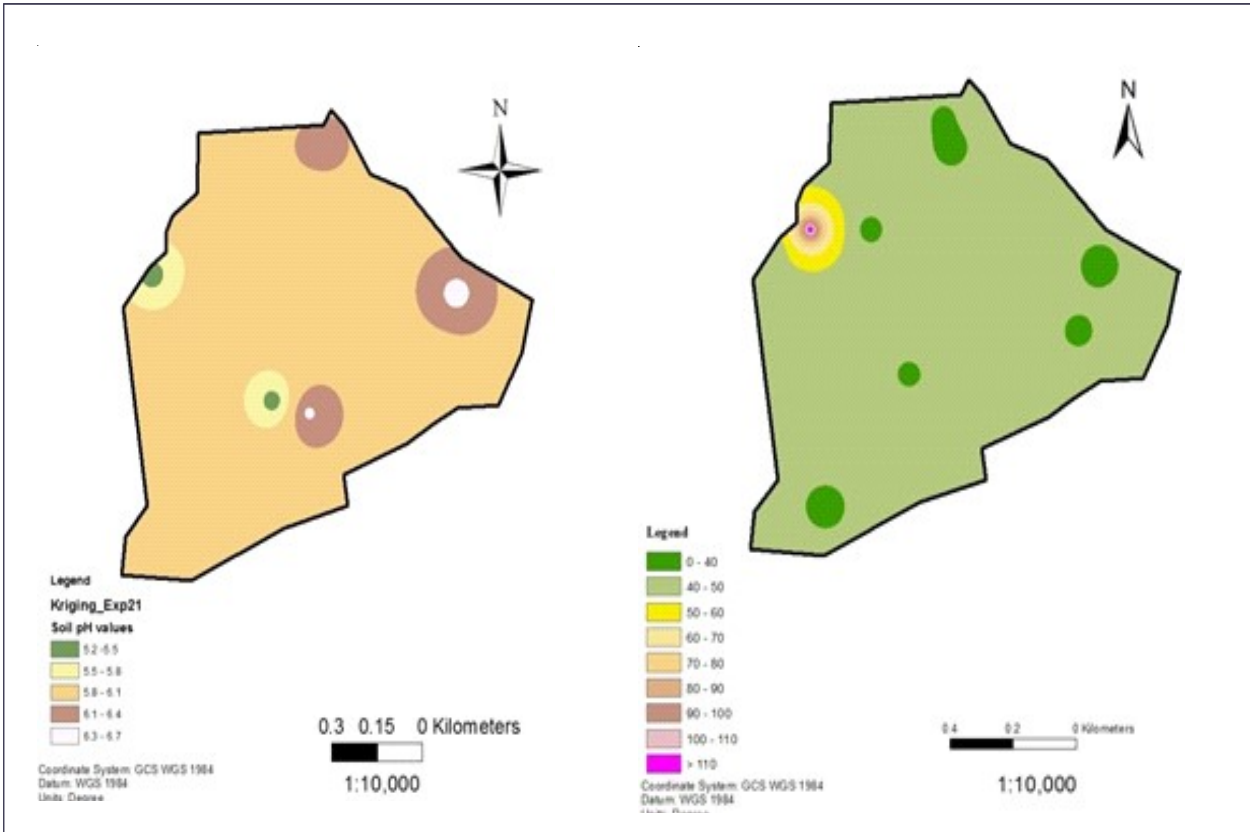 N
Legend
Kriging_Exp21
Soil pH values
5.2 -5.5
5.5 - 5.8
5.8 - 6.1
6.1 - 6.4
6.3 - 6.7
0.3 0.15 0 Kilometers
1:10,000
Coordinate System: GCS WGS 1984
Datum: WGS 1984
Units: Degree
N
Legend
0 - 40
40 - 50
50 - 60
60 - 70
70 - 80
80 - 90
90 - 100
100 - 110
> 110
0.4 0.2 0 Kilometers
1:10,000
Coordinate System: GCS WGS 1984
Datum: WGS 1984